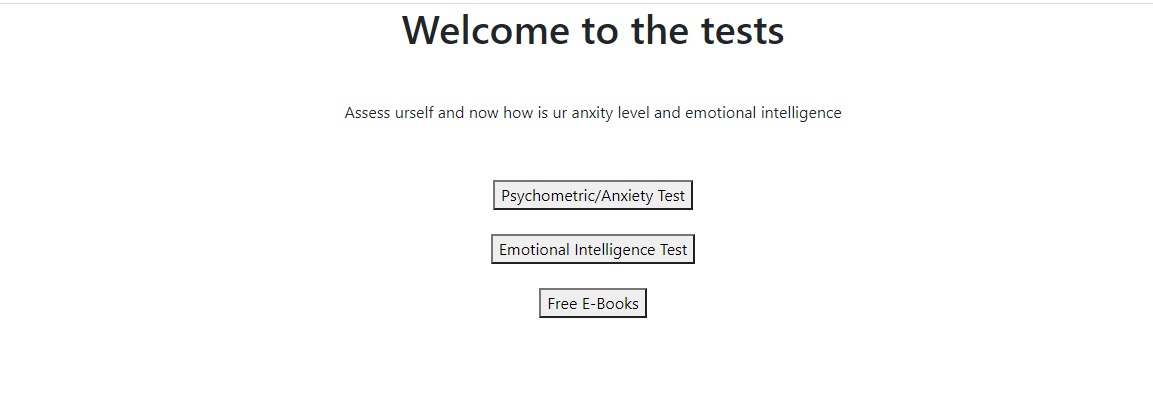 Welcome to the tests
Assess urself and now how is ur anxity level and emotional intelligence
Psychometric/Anxiety Test
Emotional Intelligence Test
Free E-Books